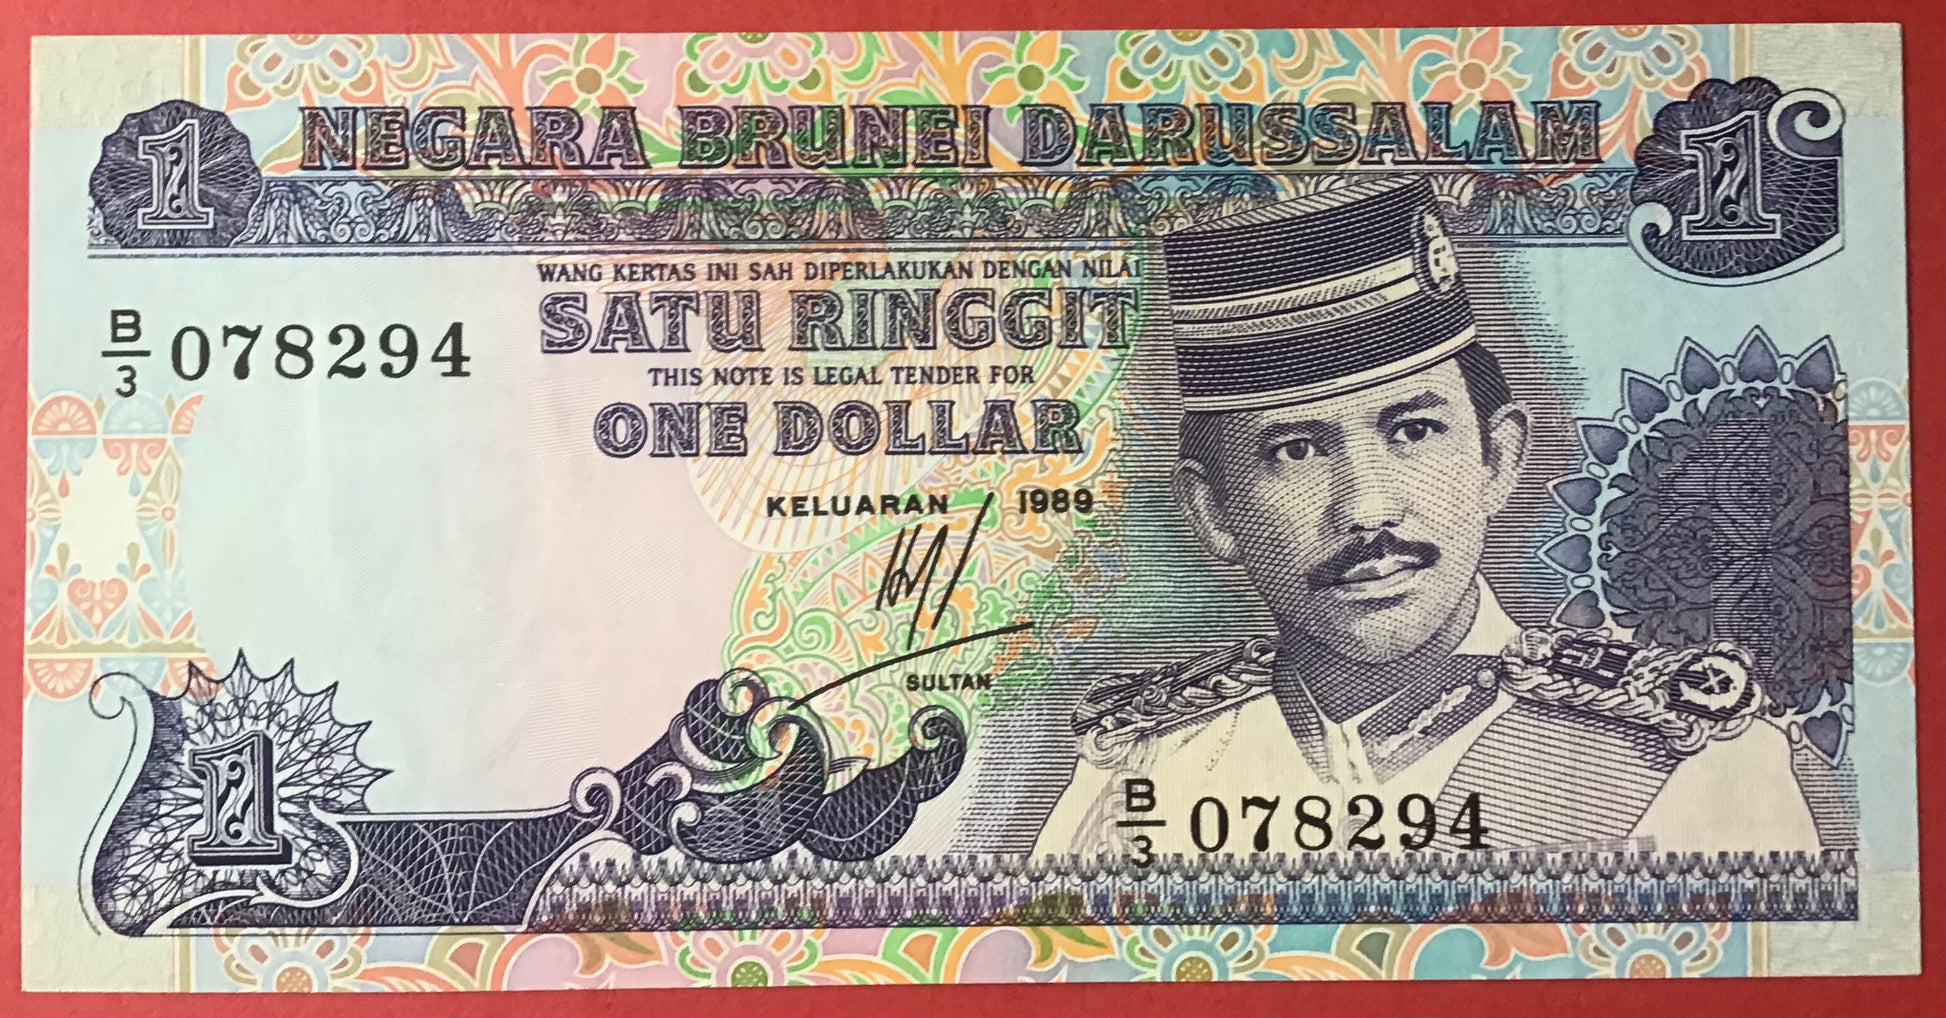 1 NEGARA BRUNEI DARUSSALAM 1
WANG KERTAS INI SAH DIPERLAKUKAN DENGAN NILAI
SATU RINGGIT
B/3 078294
THIS NOTE IS LEGAL TENDER FOR
ONE DOLLAR
KELUARAN 1989
SULTAN
1
B/3 078294